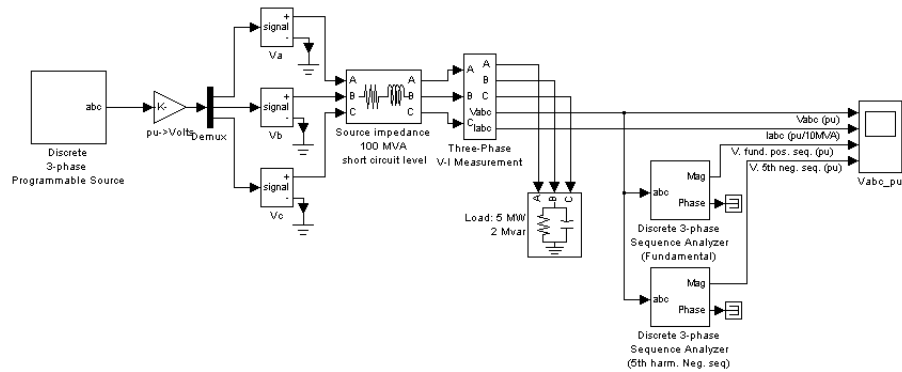 signal
+
-
Va
abc
Discrete
3-phase
Programmable Source
K-
pu->Volts
Demux
signal
+
-
Vb
signal
+
-
Vc
A
B
C
A
B
C
Source impedance
100 MVA
short circuit level
A
B
C
A
B
C
Vabc
Iabc
Three-Phase
V-I Measurement
A
B
C
Load: 5 MW
2 Mvar
Vabc (pu)
Iabc (pu/10MVA)
V. fund. pos. seq. (pu)
V. 5th neg. seq. (pu)
Vabc_pu
abc
Mag
Phase
Discrete 3-phase
Sequence Analyzer
(Fundamental)
abc
Mag
Phase
Discrete 3-phase
Sequence Analyzer
(5th harm. Neg. seq)